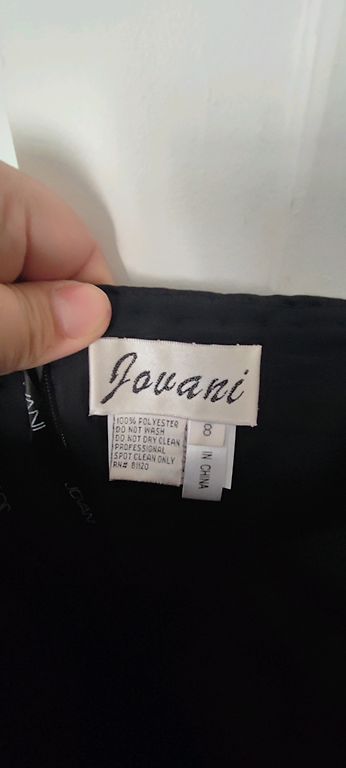 Jovani
100% POLYESTER
DO NOT WASH
DO NOT DRY CLEAN
PROFESSIONAL
SPOT CLEAN ONLY
RN# 81120
8
IN CHINA
JOVANI